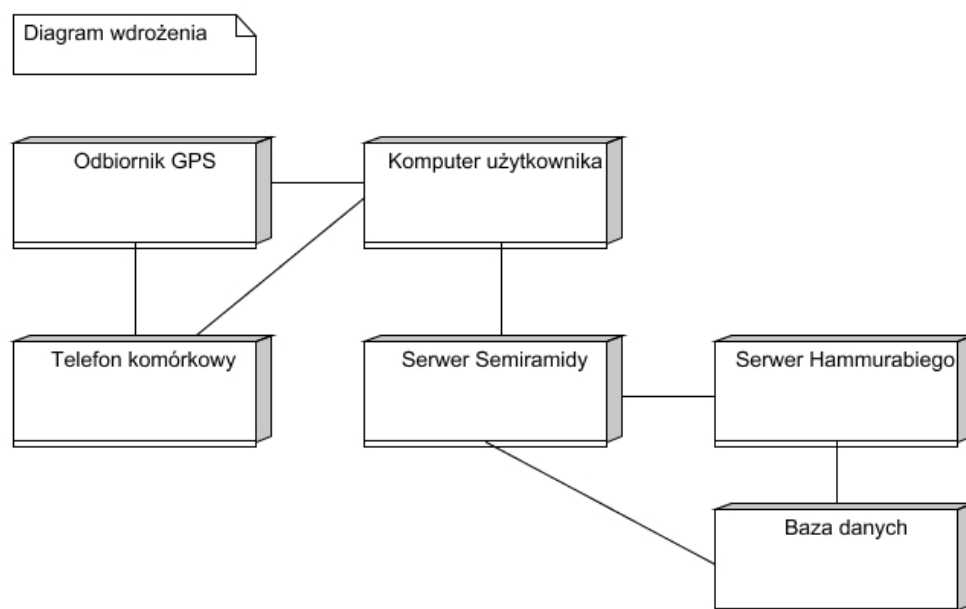 Diagram wdrożenia
Odbiornik GPS
Komputer użytkownika
Telefon komórkowy
Serwer Semiramidy
Serwer Hammurabiego
Baza danych